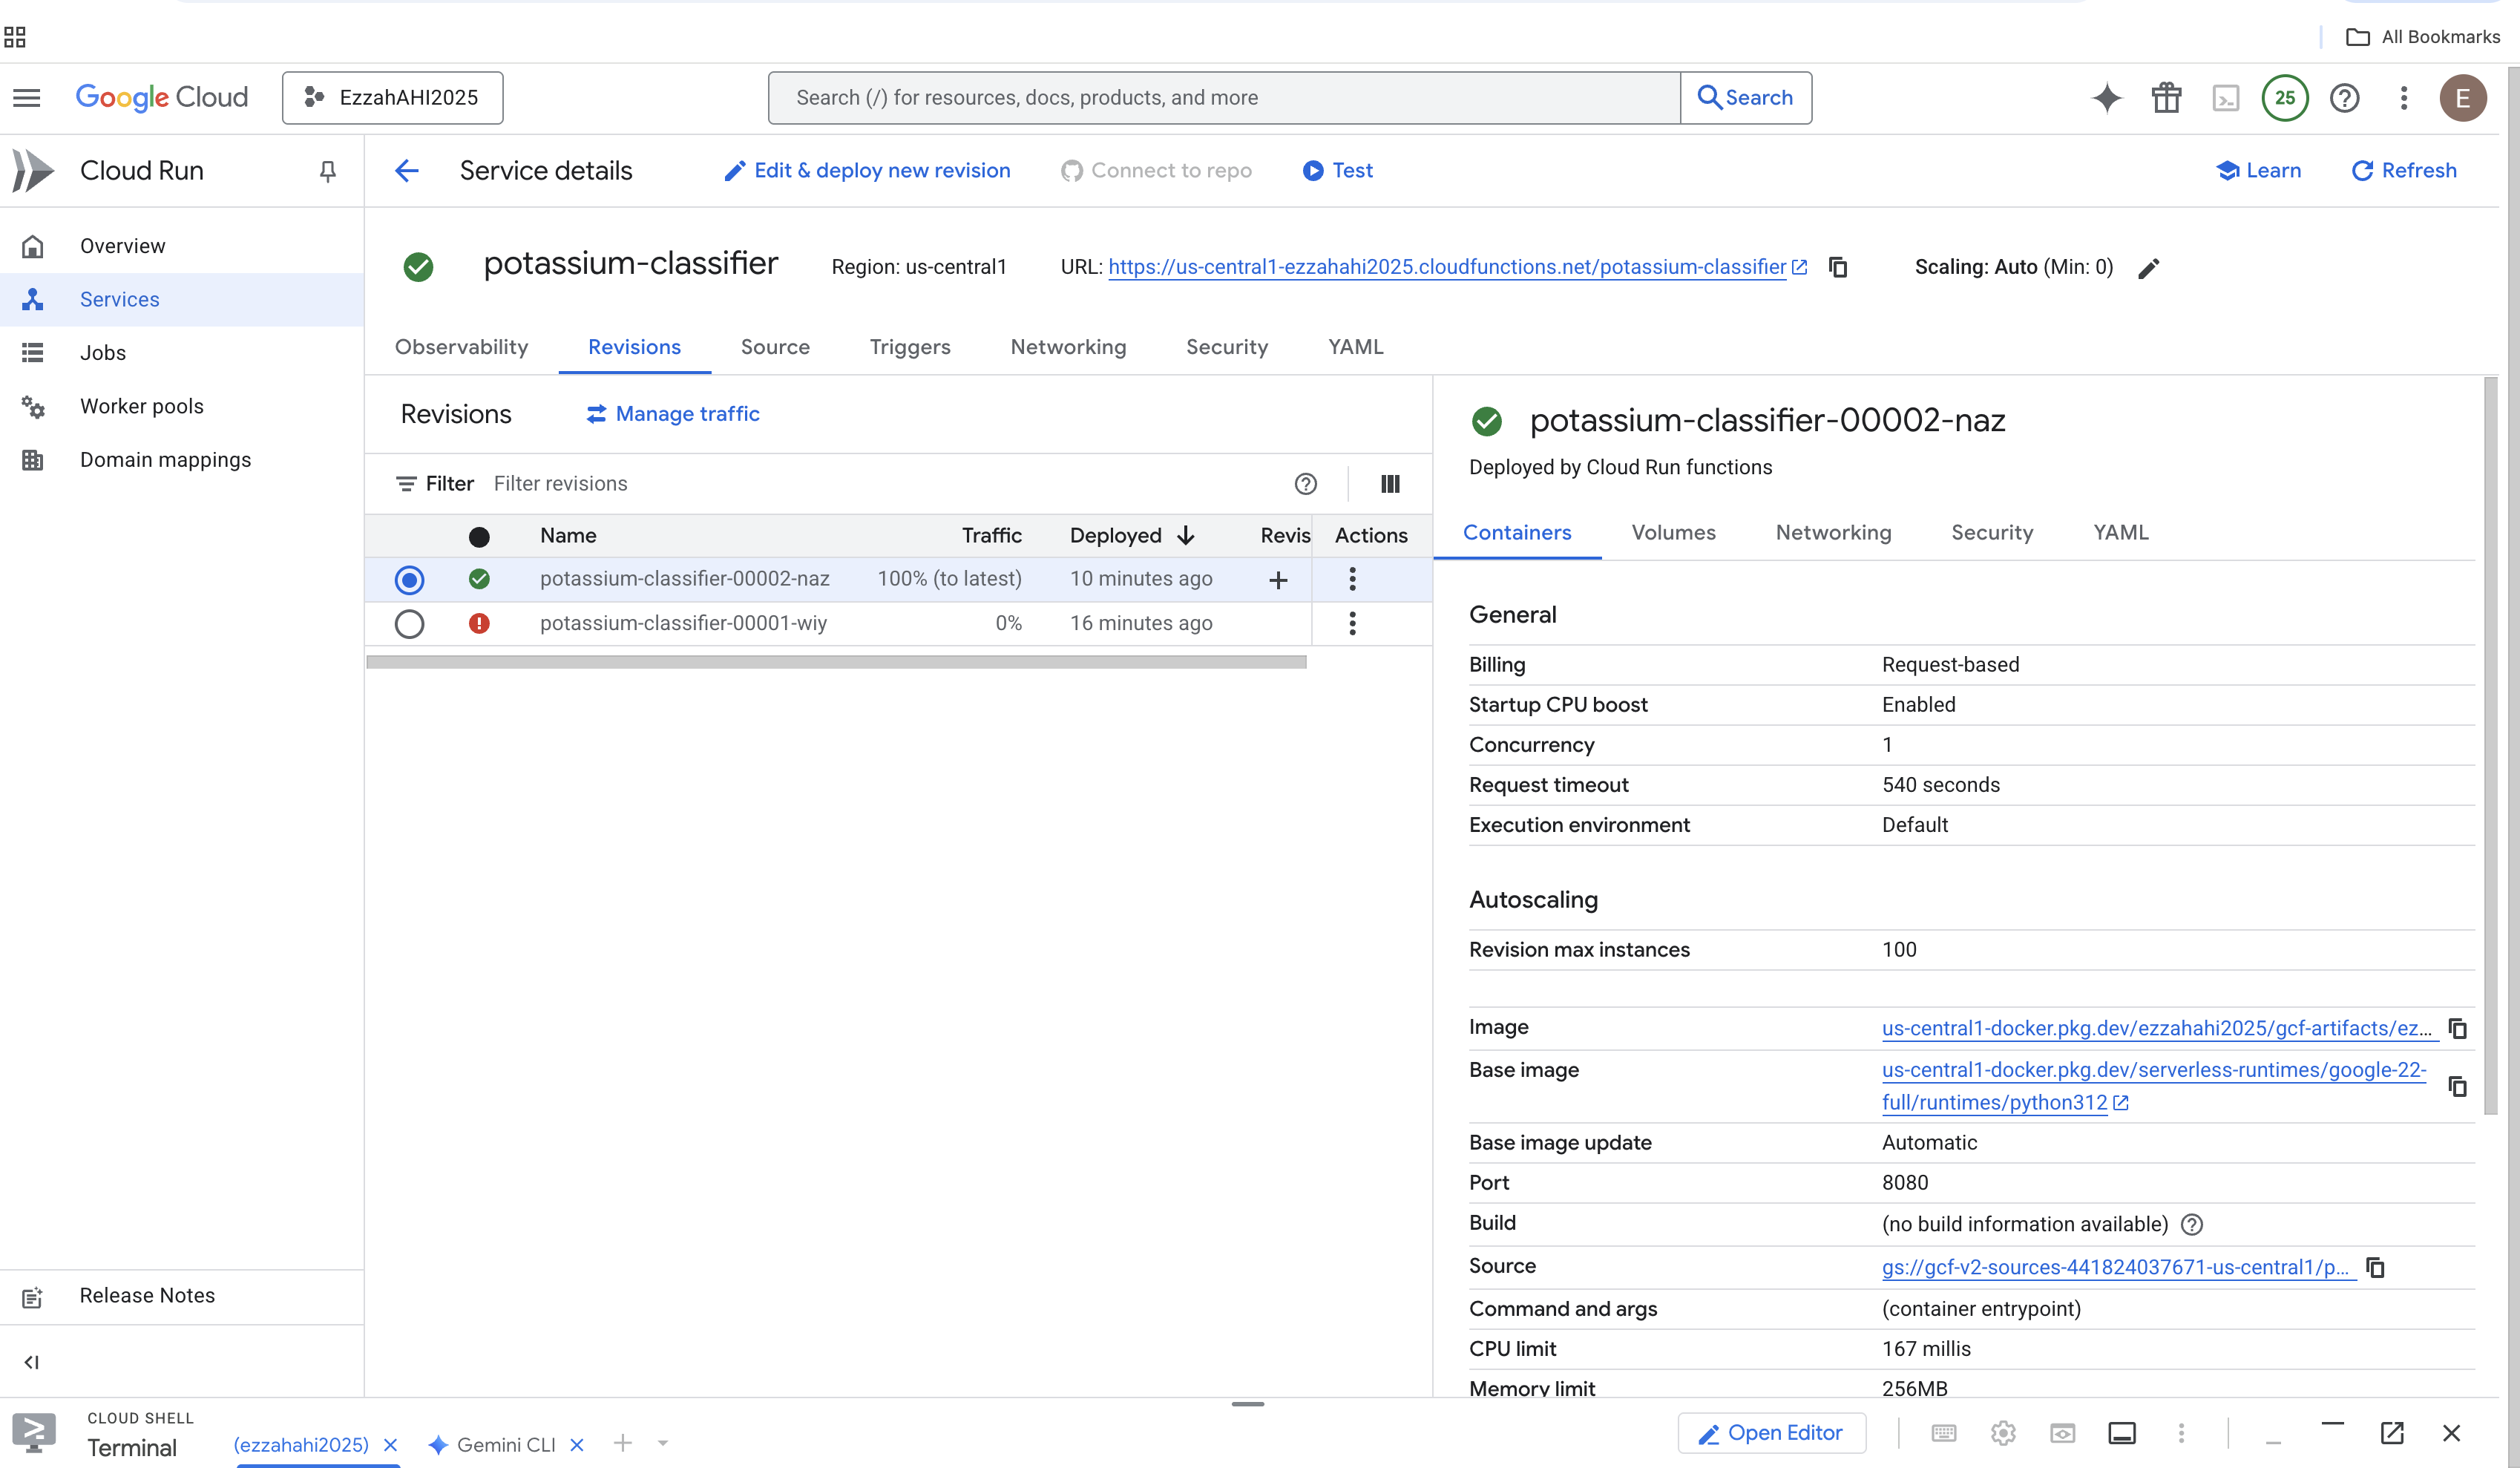 All Bookmarks
Google Cloud
EzzahAHI2025
Search (/) for resources, docs, products, and more
Search
25
E
Cloud Run
Service details
Edit & deploy new revision
Connect to repo
Test
Learn
Refresh
Overview
Services
Jobs
Worker pools
Domain mappings
Release Notes
potassium-classifier
Region: us-central1
URL: https://us-central1-ezzahahi2025.cloudfunctions.net/potassium-classifier
Scaling: Auto (Min: 0)
Observability
Revisions
Source
Triggers
Networking
Security
YAML
Revisions
Manage traffic
Filter Filter revisions
Name Traffic Deployed Revis Actions
potassium-classifier-00002-naz 100% (to latest) 10 minutes ago
potassium-classifier-00001-wiy 0% 16 minutes ago
potassium-classifier-00002-naz
Deployed by Cloud Run functions
Containers
Volumes
Networking
Security
YAML
General
Billing Request-based
Startup CPU boost Enabled
Concurrency 1
Request timeout 540 seconds
Execution environment Default
Autoscaling
Revision max instances 100
Image us-central1-docker.pkg.dev/ezzahahi2025/gcf-artifacts/ez...
Base image us-central1-docker.pkg.dev/serverless-runtimes/google-22-
full/runtimes/python312
Base image update Automatic
Port 8080
Build (no build information available)
Source gs://gcf-v2-sources-441824037671-us-central1/p...
Command and args (container entrypoint)
CPU limit 167 millis
Memory limit 256MB
CLOUD SHELL
Terminal
(ezzahahi2025)
Gemini CLI
Open Editor